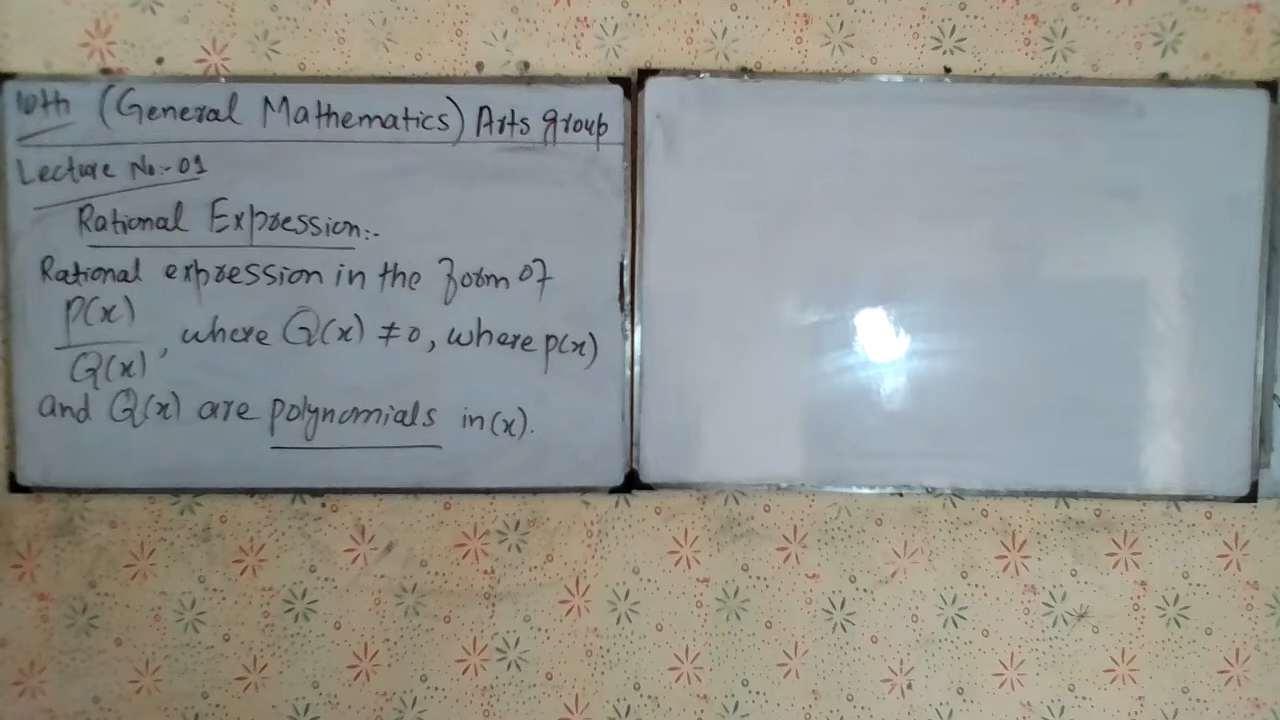 10th (General Mathematics) Arts group
Lecture No:-01
Rational Expression:-
Rational expression in the form of
P(x)/Q(x), where Q(x) ≠0, where p(x)
and Q(x) are polynomials in(x).